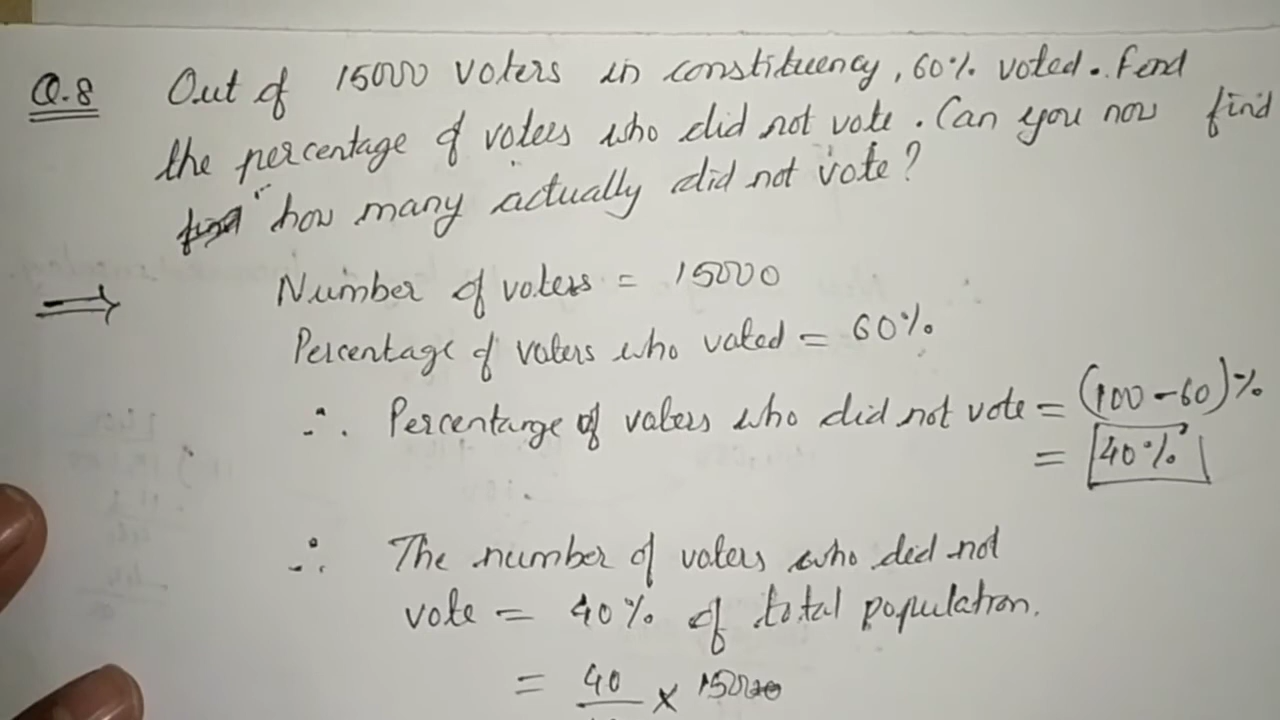 Q.8 Out of 15000 voters in constituency, 60% voted. Find
the percentage of voters who did not vote. Can you now find
how many actually did not vote?
⇒ Number of voters = 15000
Percentage of voters who voted = 60%
∴ Percentange of voters who did not vote = (100-60)%
= 40%
∴ The number of voters who did not
vote = 40% of total population.
= 40 × 15000